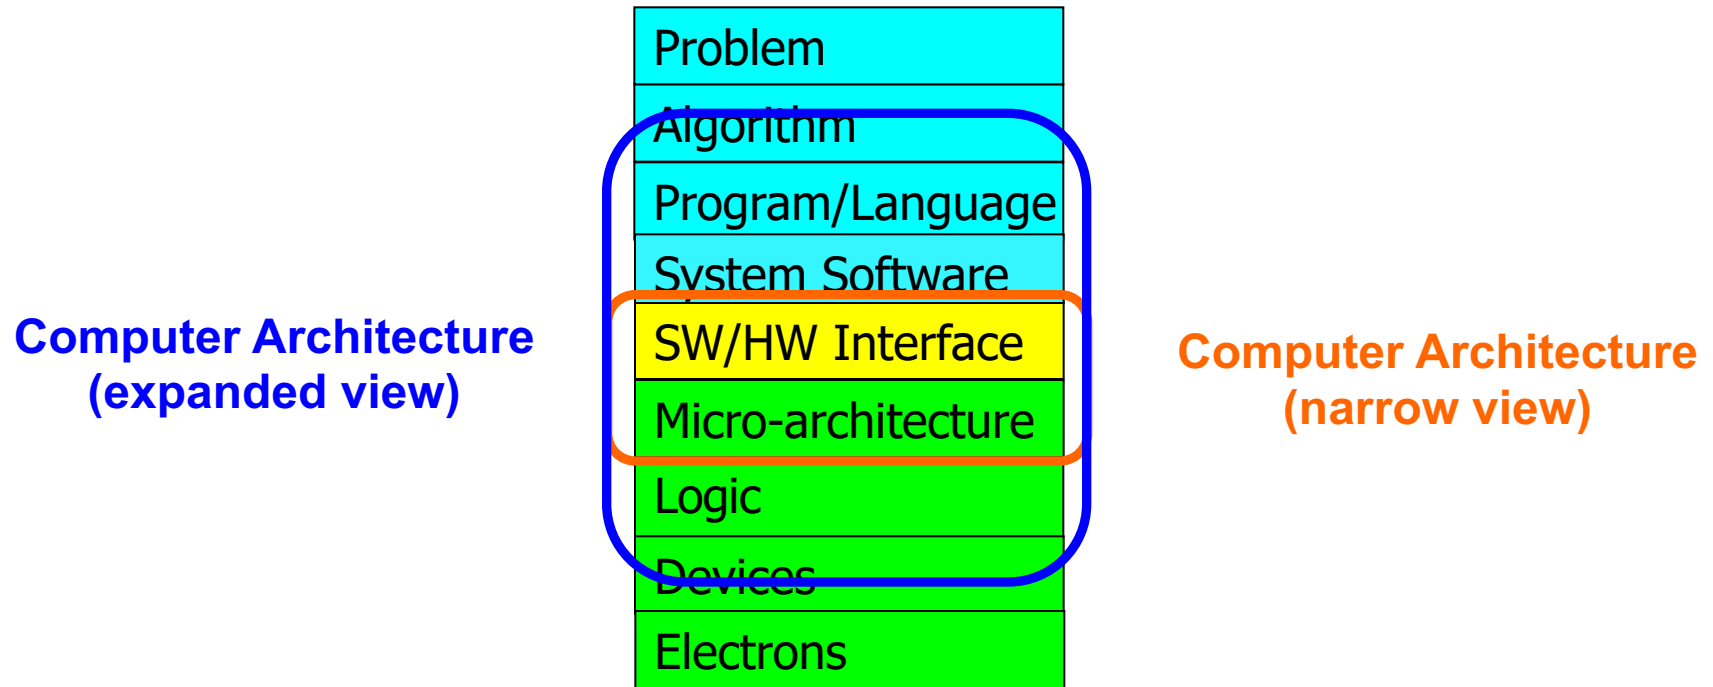 Problem
Algorithm
Program/Language
System Software
SW/HW Interface
Micro-architecture
Logic
Devices
Electrons
Computer Architecture
(expanded view)
Computer Architecture
(narrow view)